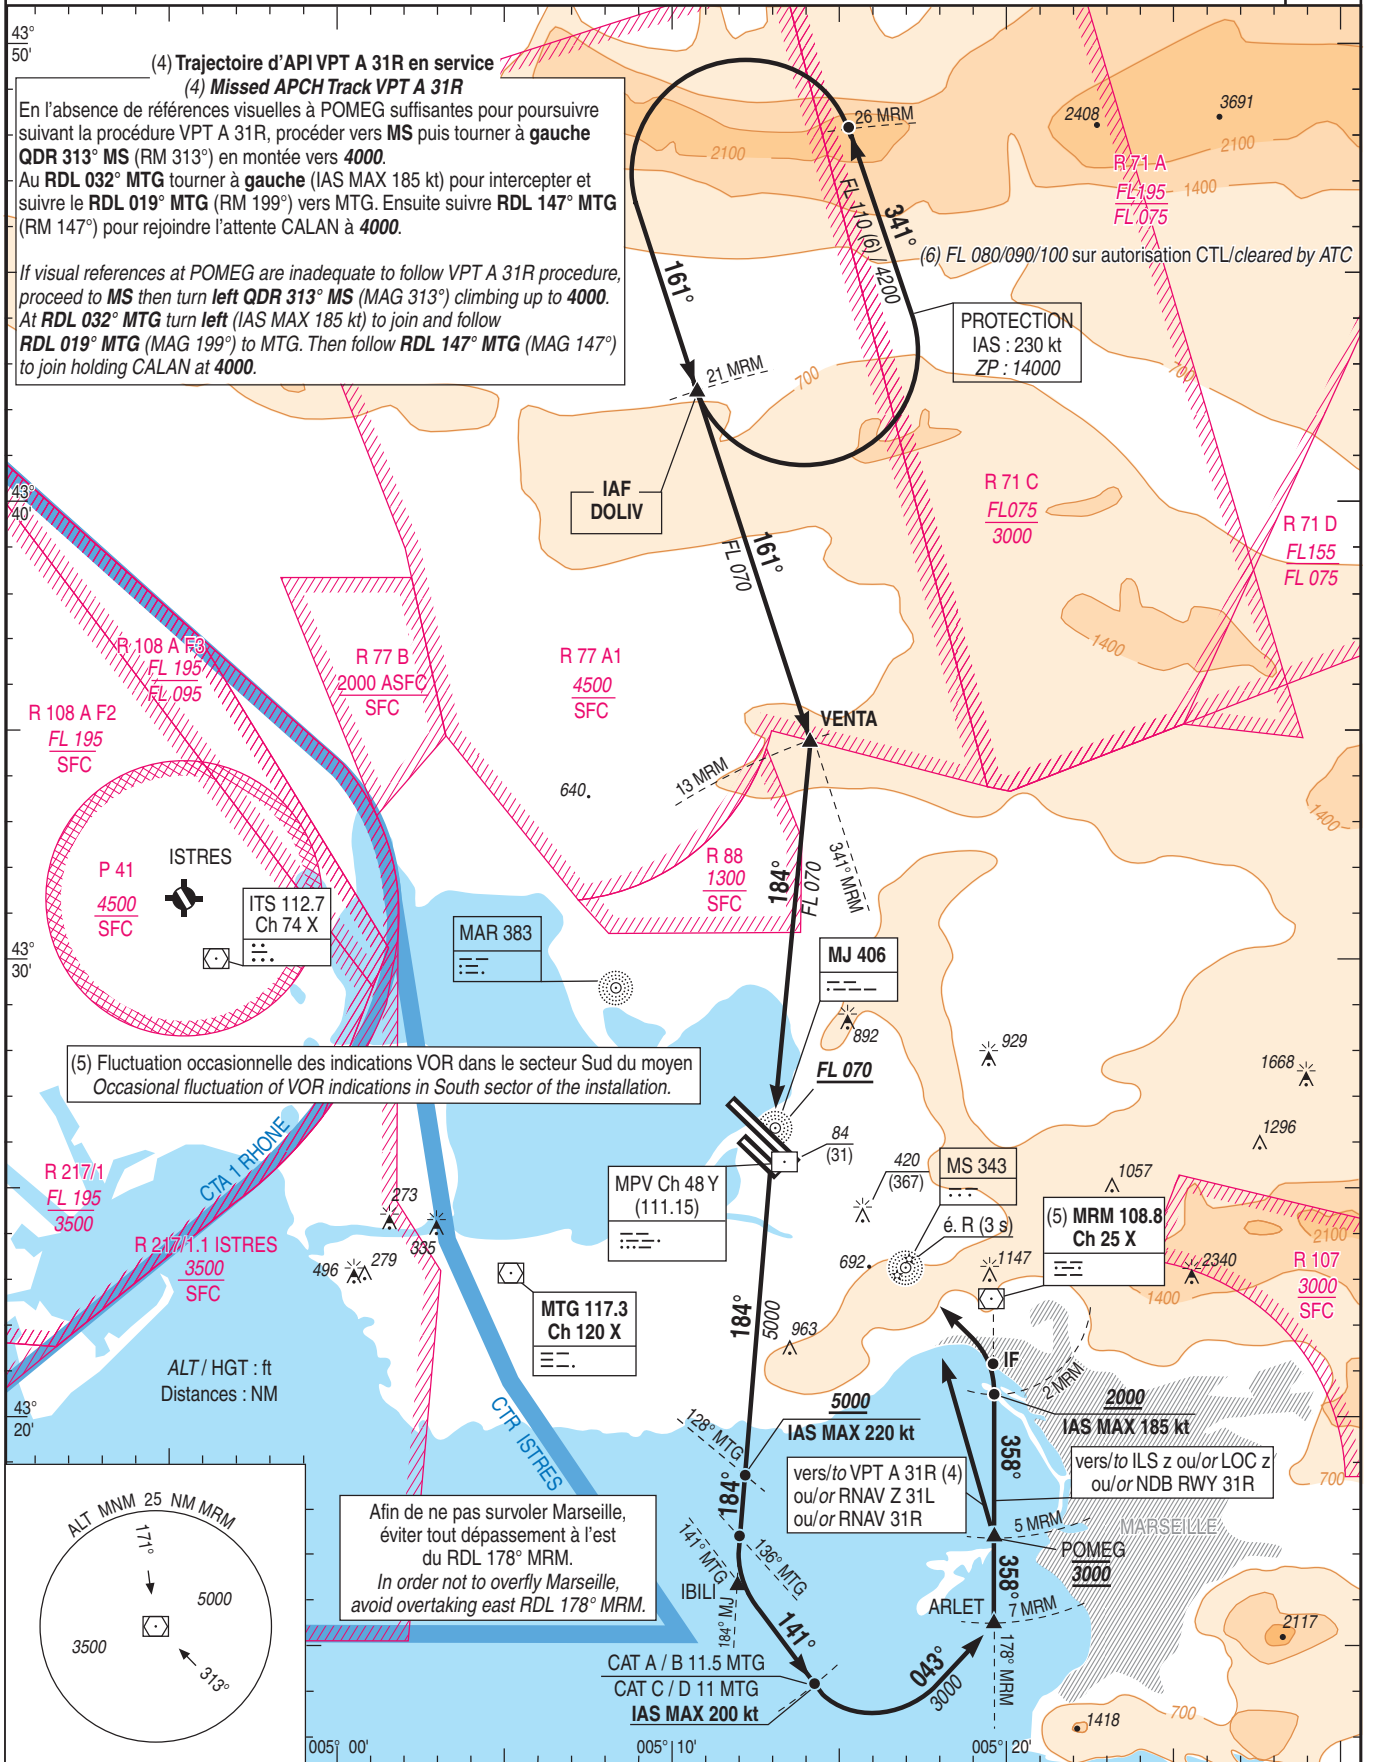 43°
50'
(4) Trajectoire d'API VPT A 31R en service
(4) Missed APCH Track VPT A 31R
En l'absence de références visuelles à POMEG suffisantes pour poursuivre
suivant la procédure VPT A 31R, procéder vers MS puis tourner à gauche
QDR 313° MS (RM 313°) en montée vers 4000.
Au RDL 032° MTG tourner à gauche (IAS MAX 185 kt) pour intercepter et
suivre le RDL 019° MTG (RM 199°) vers MTG. Ensuite suivre RDL 147° MTG
(RM 147°) pour rejoindre l'attente CALAN à 4000.
If visual references at POMEG are inadequate to follow VPT A 31R procedure,
proceed to MS then turn left QDR 313° MS (MAG 313°) climbing up to 4000.
At RDL 032° MTG turn left (IAS MAX 185 kt) to join and follow
RDL 019° MTG (MAG 199°) to MTG. Then follow RDL 147° MTG (MAG 147°)
to join holding CALAN at 4000.
26 MRM
2408
3691
2100
2100
R 71 A
FL195
FL 075
1400
341°
FL 110 (6) / 4200
161°
(6) FL 080/090/100 sur autorisation CTL/cleared by ATC
PROTECTION
IAS : 230 kt
ZP : 14000
21 MRM
700
700
43°
40'
IAF
DOLIV
R 71 C
FL075
3000
R 71 D
FL155
FL 075
161°
FL 070
1400
R 108 A F3
FL 195
FL 095
R 77 B
2000 ASFC
SFC
R 77 A1
4500
SFC
R 108 A F2
FL 195
SFC
VENTA
13 MRM
640
1400
P 41
4500
SFC
ISTRES
ITS 112.7
Ch 74 X
R 88
1300
SFC
184°
FL 070
341° MRM
MAR 383
MJ 406
43°
30'
892
929
1668
FL 070
(5) Fluctuation occasionnelle des indications VOR dans le secteur Sud du moyen
Occasional fluctuation of VOR indications in South sector of the installation.
84
(31)
1296
CTA 1 RHONE
R 217/1
FL 195
3500
MPV Ch 48 Y
(111.15)
420
(367)
MS 343
1057
é. R (3 s)
(5) MRM 108.8
Ch 25 X
273
335
R 217/1.1 ISTRES
3500
SFC
496
279
692
1147
2340
2100
R 107
3000
SFC
1400
MTG 117.3
Ch 120 X
184°
5000
963
ALT / HGT : ft
Distances : NM
IF
2 MRM
43°
20'
CTR ISTRES
5000
IAS MAX 220 kt
2000
IAS MAX 185 kt
128° MTG
358°
vers/to VPT A 31R (4)
ou/or RNAV Z 31L
ou/or RNAV 31R
vers/to ILS z ou/or LOC z
ou/or NDB RWY 31R
700
184°
ALT MNM 25 NM MRM
171°
5000
3500
313°
Afin de ne pas survoler Marseille,
éviter tout dépassement à l'est
du RDL 178° MRM.
In order not to overfly Marseille,
avoid overtaking east RDL 178° MRM.
5 MRM
MARSEILLE
POMEG
3000
141° MTG
136° MTG
IBILI
184° MJ
358°
ARLET
7 MRM
2117
141°
178° MRM
CAT A / B 11.5 MTG
CAT C / D 11 MTG
IAS MAX 200 kt
043°
3000
1418
700
005° 00'
005° 10'
005° 20'